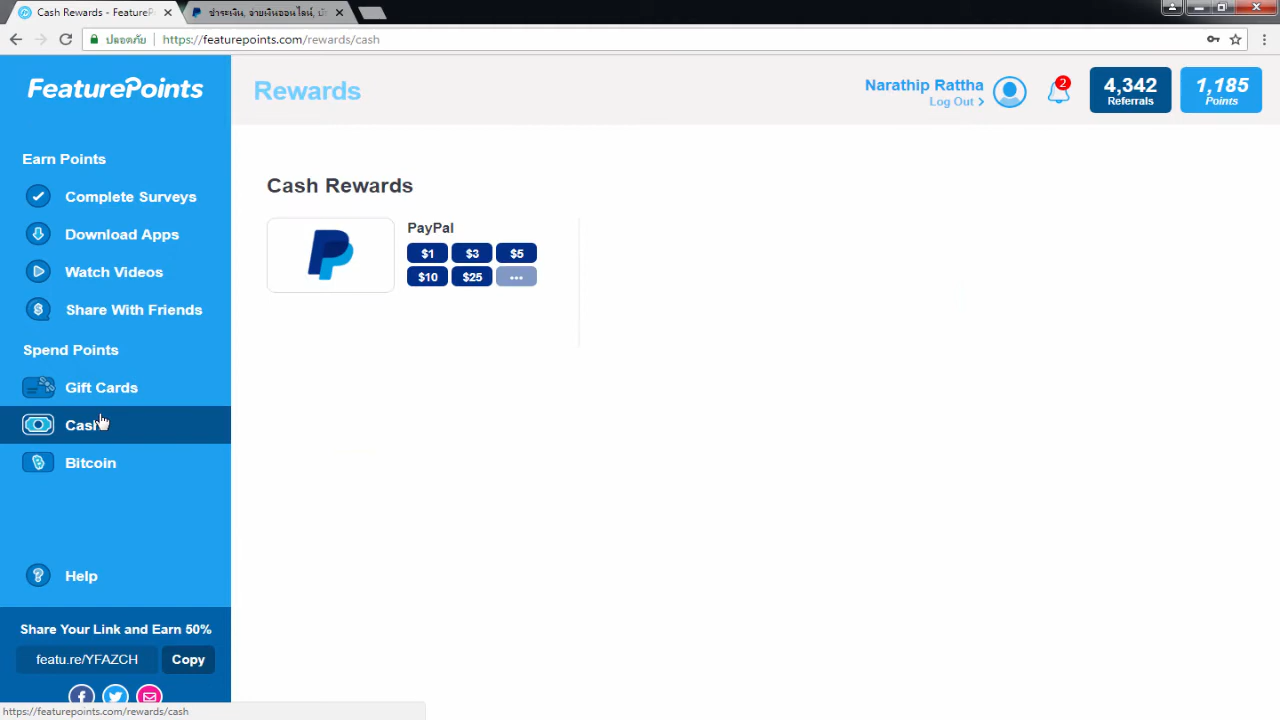 Cash Rewards - FeatureP
ชำระเงิน, จ่ายเงินออนไลน์, บั
ปลอดภัย
https://featurepoints.com/rewards/cash
FeaturePoints
Rewards
Narathip Rattha
Log Out
2
4,342
Referrals
1,185
Points
Earn Points
Complete Surveys
Download Apps
Watch Videos
Share With Friends
Spend Points
Gift Cards
Cash
Bitcoin
Help
Share Your Link and Earn 50%
featu.re/YFAZCH
Copy
Cash Rewards
PayPal
$1 $3 $5
$10 $25 ...
https://featurepoints.com/rewards/cash